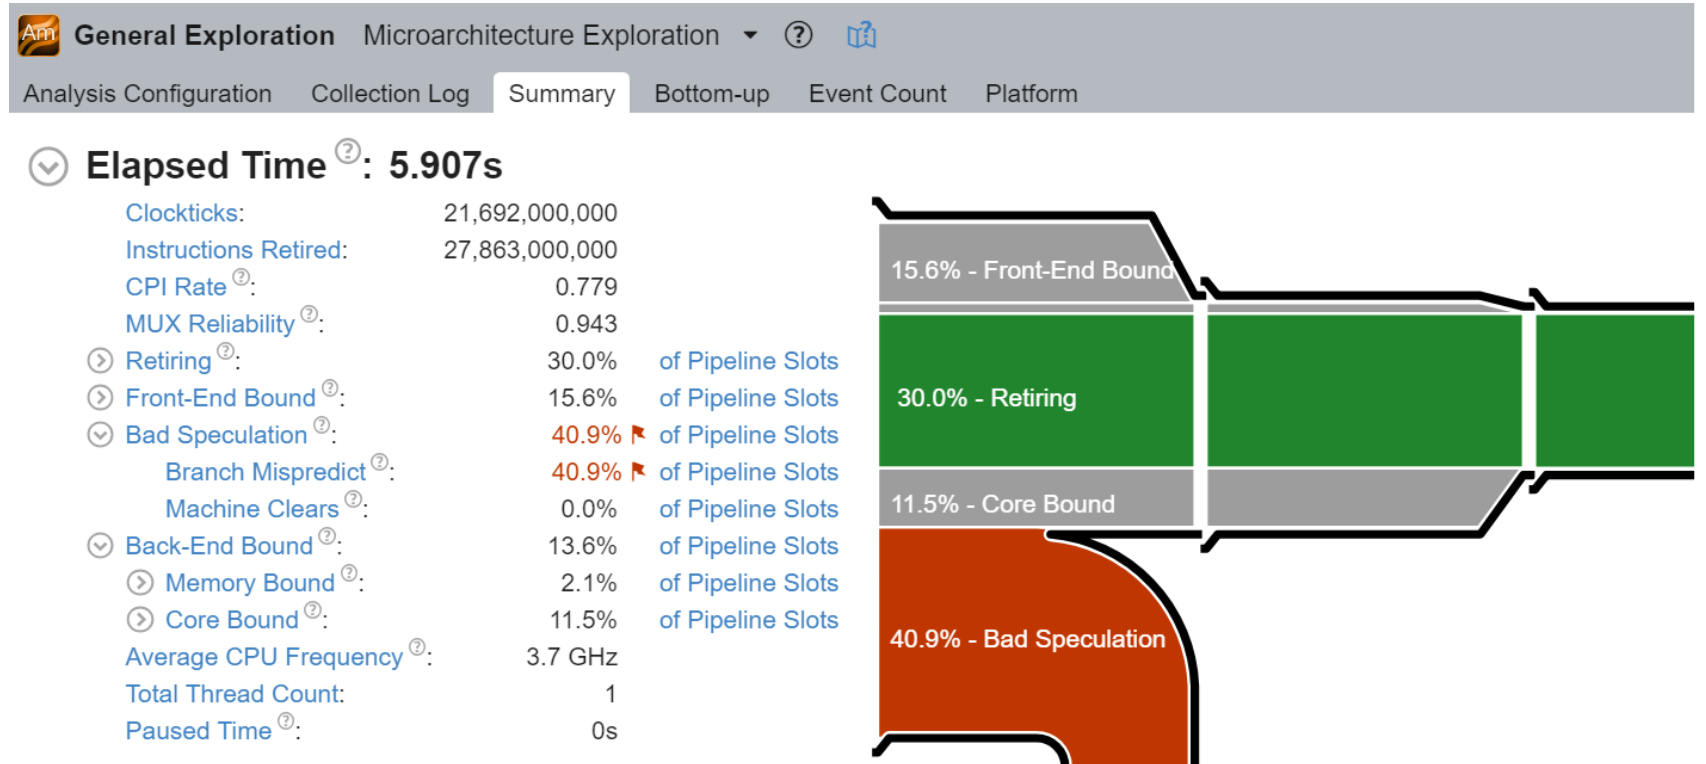 Am General Exploration Microarchitecture Exploration ?  ?
Analysis Configuration Collection Log Summary Bottom-up Event Count Platform
Elapsed Time ?: 5.907s
Clockticks: 21,692,000,000
Instructions Retired: 27,863,000,000
CPI Rate ?: 0.779
MUX Reliability ?: 0.943
Retiring ?: 30.0% of Pipeline Slots
Front-End Bound ?: 15.6% of Pipeline Slots
Bad Speculation ?: 40.9% of Pipeline Slots
Branch Mispredict ?: 40.9% of Pipeline Slots
Machine Clears ?: 0.0% of Pipeline Slots
Back-End Bound ?: 13.6% of Pipeline Slots
Memory Bound ?: 2.1% of Pipeline Slots
Core Bound ?: 11.5% of Pipeline Slots
Average CPU Frequency ?: 3.7 GHz
Total Thread Count: 1
Paused Time ?: 0s
15.6% - Front-End Bound
30.0% - Retiring
11.5% - Core Bound
40.9% - Bad Speculation